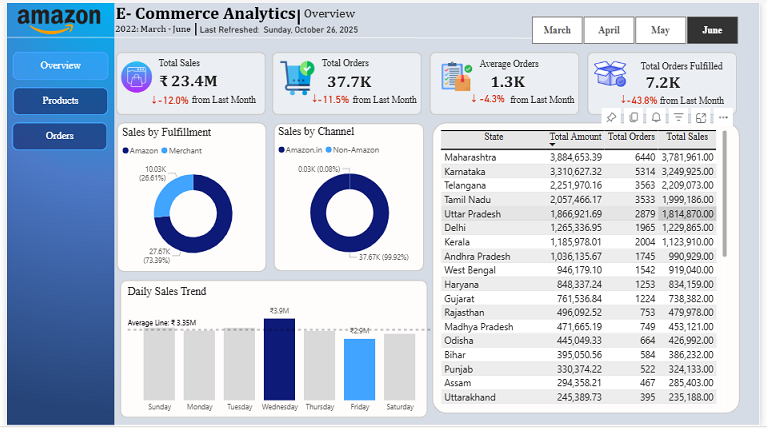 amazon
E- Commerce Analytics| Overview
2022: March - June | Last Refreshed: Sunday, October 26, 2025
March April May June
Overview
Products
Orders
Total Sales
₹ 23.4M
↓-12.0% from Last Month
Total Orders
37.7K
↓-11.5% from Last Month
Average Orders
1.3K
↓-4.3% from Last Month
Total Orders Fulfilled
7.2K
↓-43.8% from Last Month
Sales by Fulfillment
Amazon Merchant
10.03K
(26.61%)
27.67K
(73.39%)
Sales by Channel
Amazon.in Non-Amazon
0.03K (0.08%)
37.67K (99.92%)
Daily Sales Trend
Average Line: ₹ 3.35M
₹3.9M
₹2.9M
Sunday Monday Tuesday Wednesday Thursday Friday Saturday
State Total Amount Total Orders Total Sales
Maharashtra 3,884,653.39 6440 3,781,961.00
Karnataka 3,310,627.32 5314 3,249,925.00
Telangana 2,251,970.16 3563 2,209,073.00
Tamil Nadu 2,057,466.17 3533 1,999,186.00
Uttar Pradesh 1,866,921.69 2879 1,814,870.00
Delhi 1,265,336.95 1965 1,229,865.00
Kerala 1,185,978.01 2004 1,123,910.00
Andhra Pradesh 1,036,135.67 1745 990,929.00
West Bengal 946,179.10 1542 919,040.00
Haryana 848,337.24 1253 834,159.00
Gujarat 761,536.84 1224 738,382.00
Rajasthan 496,092.52 753 479,978.00
Madhya Pradesh 471,665.19 749 453,121.00
Odisha 445,049.33 664 426,992.00
Bihar 395,050.56 584 386,232.00
Punjab 330,374.22 522 324,133.00
Assam 294,358.21 467 285,403.00
Uttarakhand 245,389.73 395 235,188.00